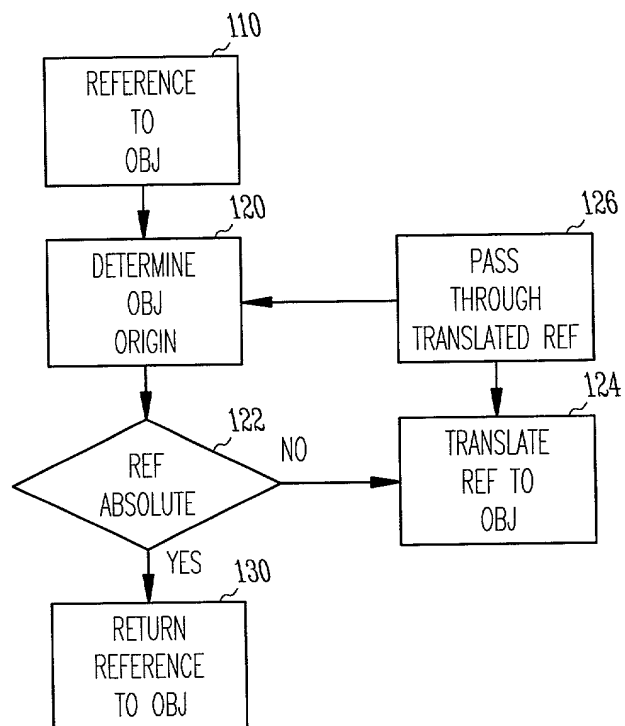 110
REFERENCE
TO
OBJ
120
DETERMINE
OBJ
ORIGIN
126
PASS
THROUGH
TRANSLATED REF
122
REF
ABSOLUTE
NO
YES
124
TRANSLATE
REF TO
OBJ
130
RETURN
REFERENCE
TO OBJ